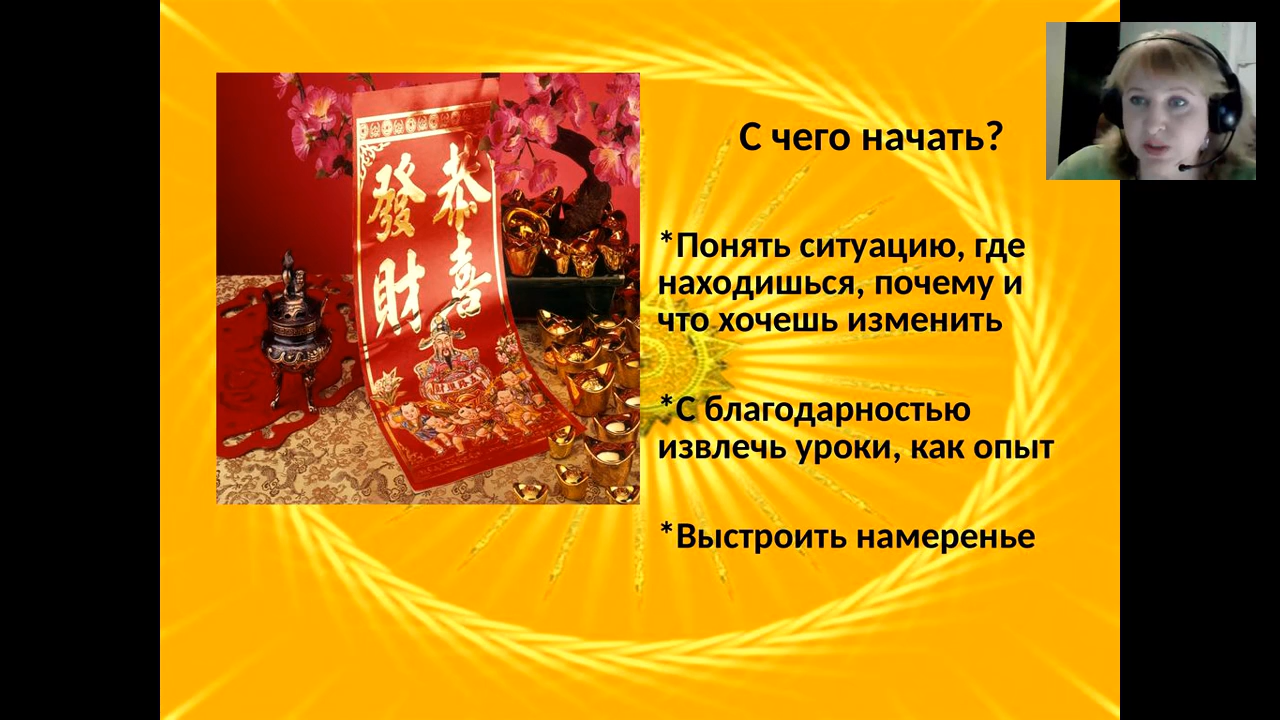 恭喜
發財
С чего начать?
*Понять ситуацию, где
находишься, почему и
что хочешь изменить
*С благодарностью
извлечь уроки, как опыт
*Выстроить намеренье